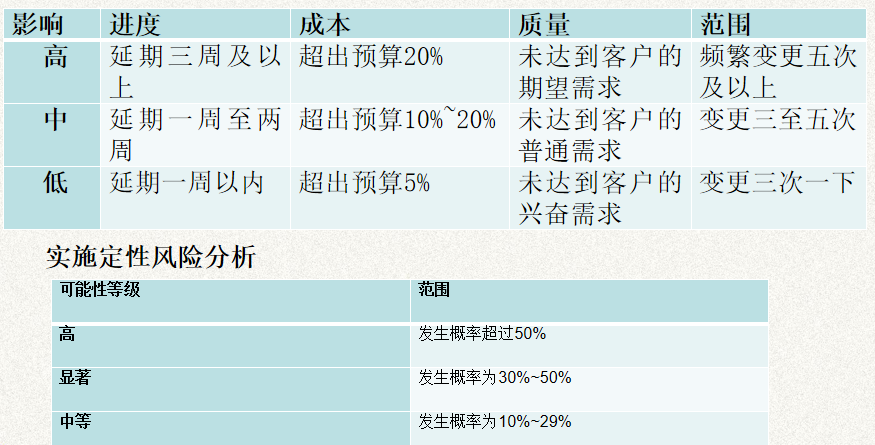 影响 进度 成本 质量 范围
高 延期三周及以上 超出预算20% 未达到客户的期望需求 频繁变更五次及以上
中 延期一周至两周 超出预算10%~20% 未达到客户的普通需求 变更三至五次
低 延期一周以内 超出预算5% 未达到客户的兴奋需求 变更三次一下
实施定性风险分析
可能性等级 范围
高 发生概率超过50%
显著 发生概率为30%~50%
中等 发生概率为10%~29%